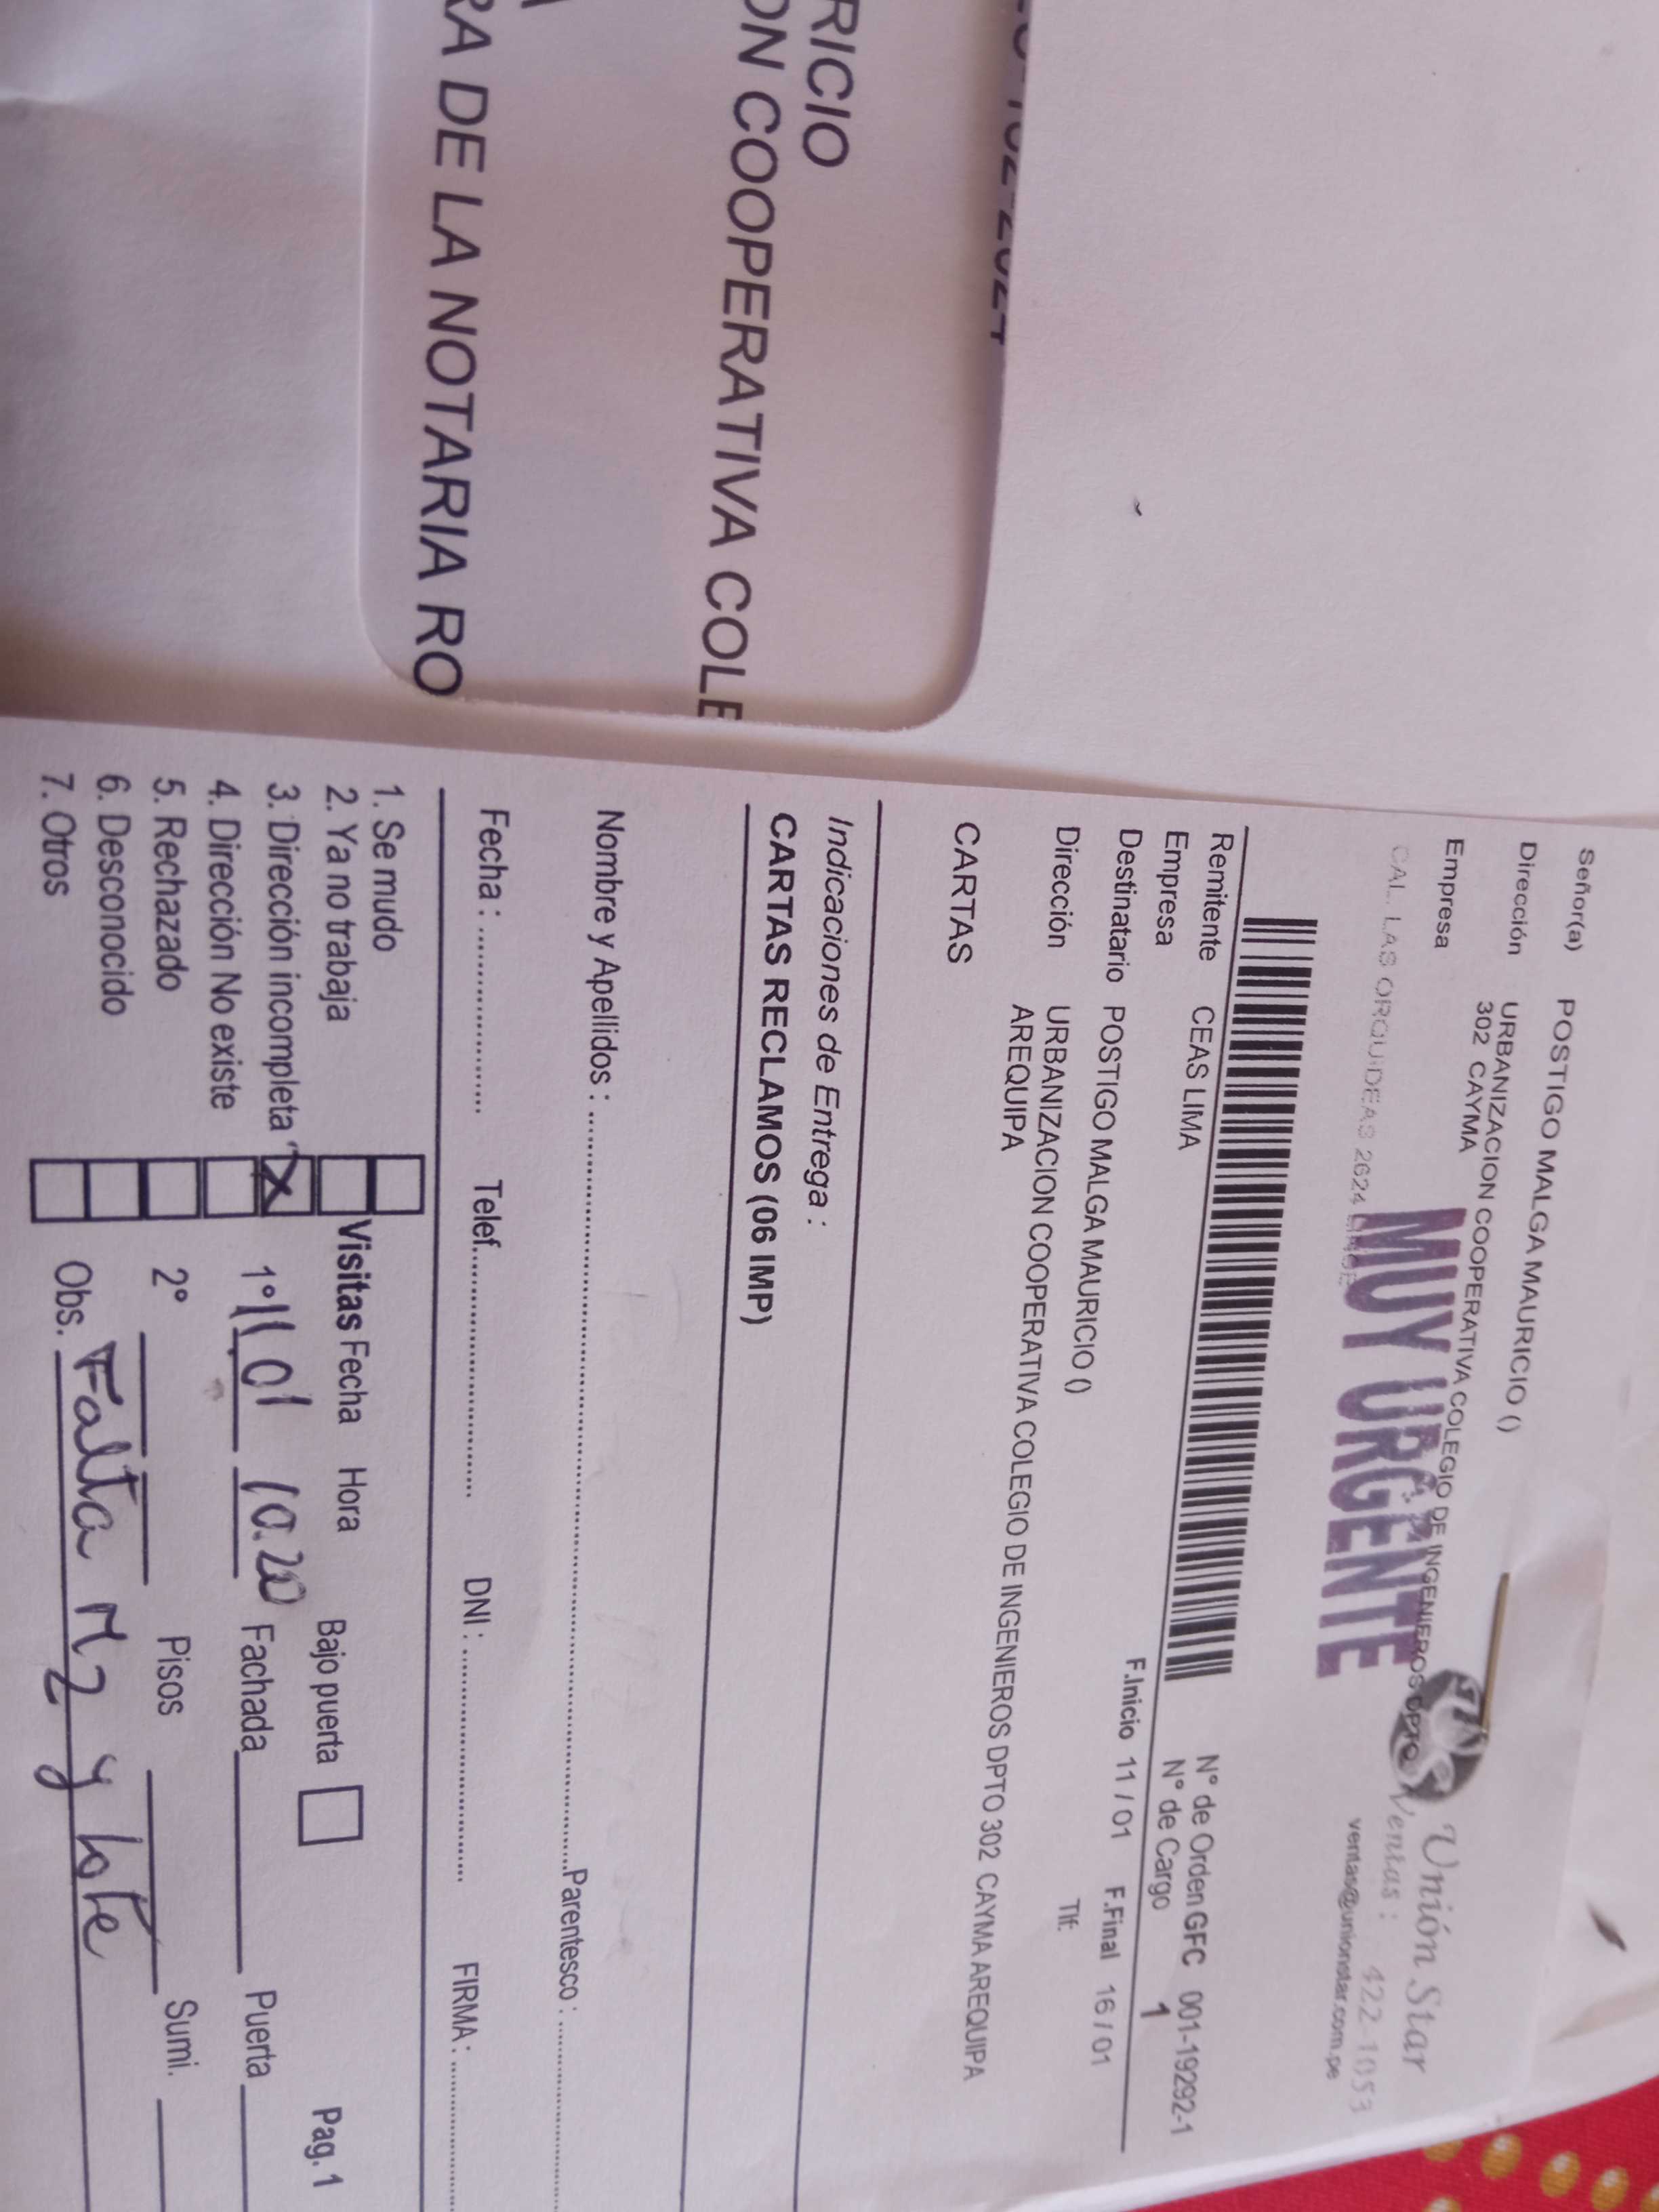 RICIO
ON COOPERATIVA COLE
RA DE LA NOTARIA RO
Señor(a) POSTIGO MALGA MAURICIO ()
Dirección URBANIZACION COOPERATIVA COLEGIO DE INGENIEROS DPTO
302 CAYMA
Empresa
CAL. LAS ORQUIDEAS 2624 LINCE
MUY URGENTE
Unión Star
Ventas : 422-1053
ventas@unionstar.com.pe
N° de Orden GFC 001-19292-1
N° de Cargo 1
Remitente CEAS LIMA
Empresa
F.Inicio 11 / 01 F.Final 16 / 01
Destinatario POSTIGO MALGA MAURICIO ()
Tlf:
Dirección URBANIZACION COOPERATIVA COLEGIO DE INGENIEROS DPTO 302 CAYMA AREQUIPA
AREQUIPA
CARTAS
Indicaciones de Entrega :
CARTAS RECLAMOS (06 IMP)
Nombre y Apellidos : Parentesco :
Fecha : Telef. DNI : FIRMA :
1. Se mudo
2. Ya no trabaja
3. Dirección incompleta X
4. Dirección No existe
5. Rechazado
6. Desconocido
7. Otros
Visitas Fecha Hora Bajo puerta Pag. 1
1° 11.01 10.20 Fachada Puerta
2° Pisos Sumi.
Obs. Falta Mz y lote